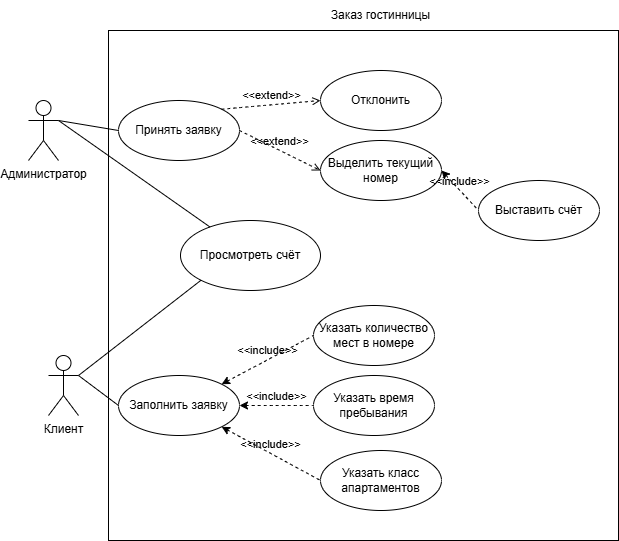 Заказ гостинницы
<<extend>>
Отклонить
Принять заявку
<<extend>>
Администратор
Выделить текущий
номер
<<include>>
Выставить счёт
Просмотреть счёт
Указать количество
мест в номере
<<include>>
Клиент
Заполнить заявку
<<include>>
Указать время
пребывания
<<include>>
Указать класс
апартаментов